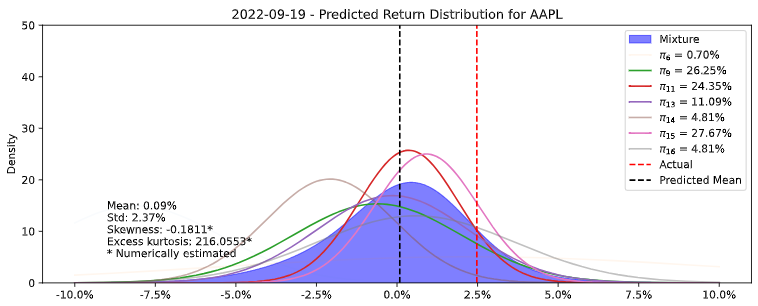 2022-09-19 - Predicted Return Distribution for AAPL
50
40
30
20
10
0
Density
Mixture
π6 = 0.70%
π9 = 26.25%
π11 = 24.35%
π13 = 11.09%
π14 = 4.81%
π15 = 27.67%
π16 = 4.81%
Actual
Predicted Mean
Mean: 0.09%
Std: 2.37%
Skewness: -0.1811*
Excess kurtosis: 216.0553*
* Numerically estimated
-10.0% -7.5% -5.0% -2.5% 0.0% 2.5% 5.0% 7.5% 10.0%